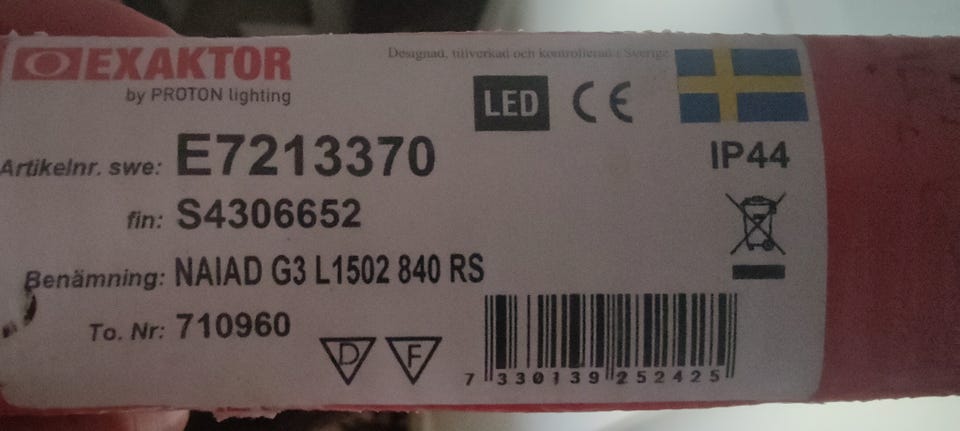 EXAKTOR
by PROTON lighting
Designad, tillverkad och kontrollerad i Sverige
LED CE
Artikelnr. swe: E7213370
IP44
fin: S4306652
Benämning: NAIAD G3 L1502 840 RS
To. Nr: 710960
D F
7 330139 252425